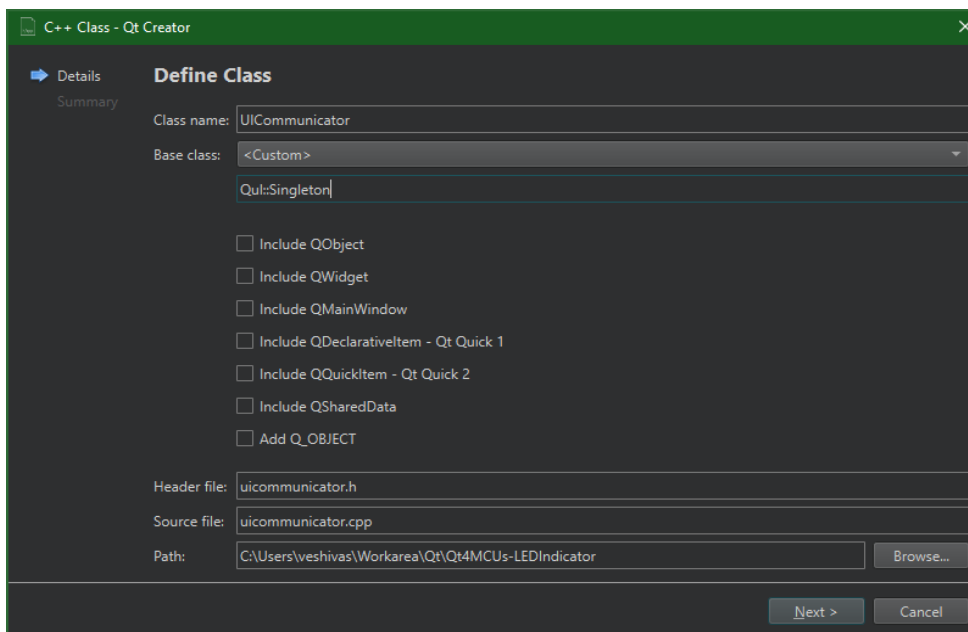 C++ Class - Qt Creator
Details
Summary
Define Class
Class name: UICommunicator
Base class: <Custom>
Qul::Singleton
Include QObject
Include QWidget
Include QMainWindow
Include QDeclarativeItem - Qt Quick 1
Include QQuickItem - Qt Quick 2
Include QSharedData
Add Q_OBJECT
Header file: uicommunicator.h
Source file: uicommunicator.cpp
Path: C:\Users\veshivas\Workarea\Qt\Qt4MCUs-LEDIndicator Browse...
Next > Cancel